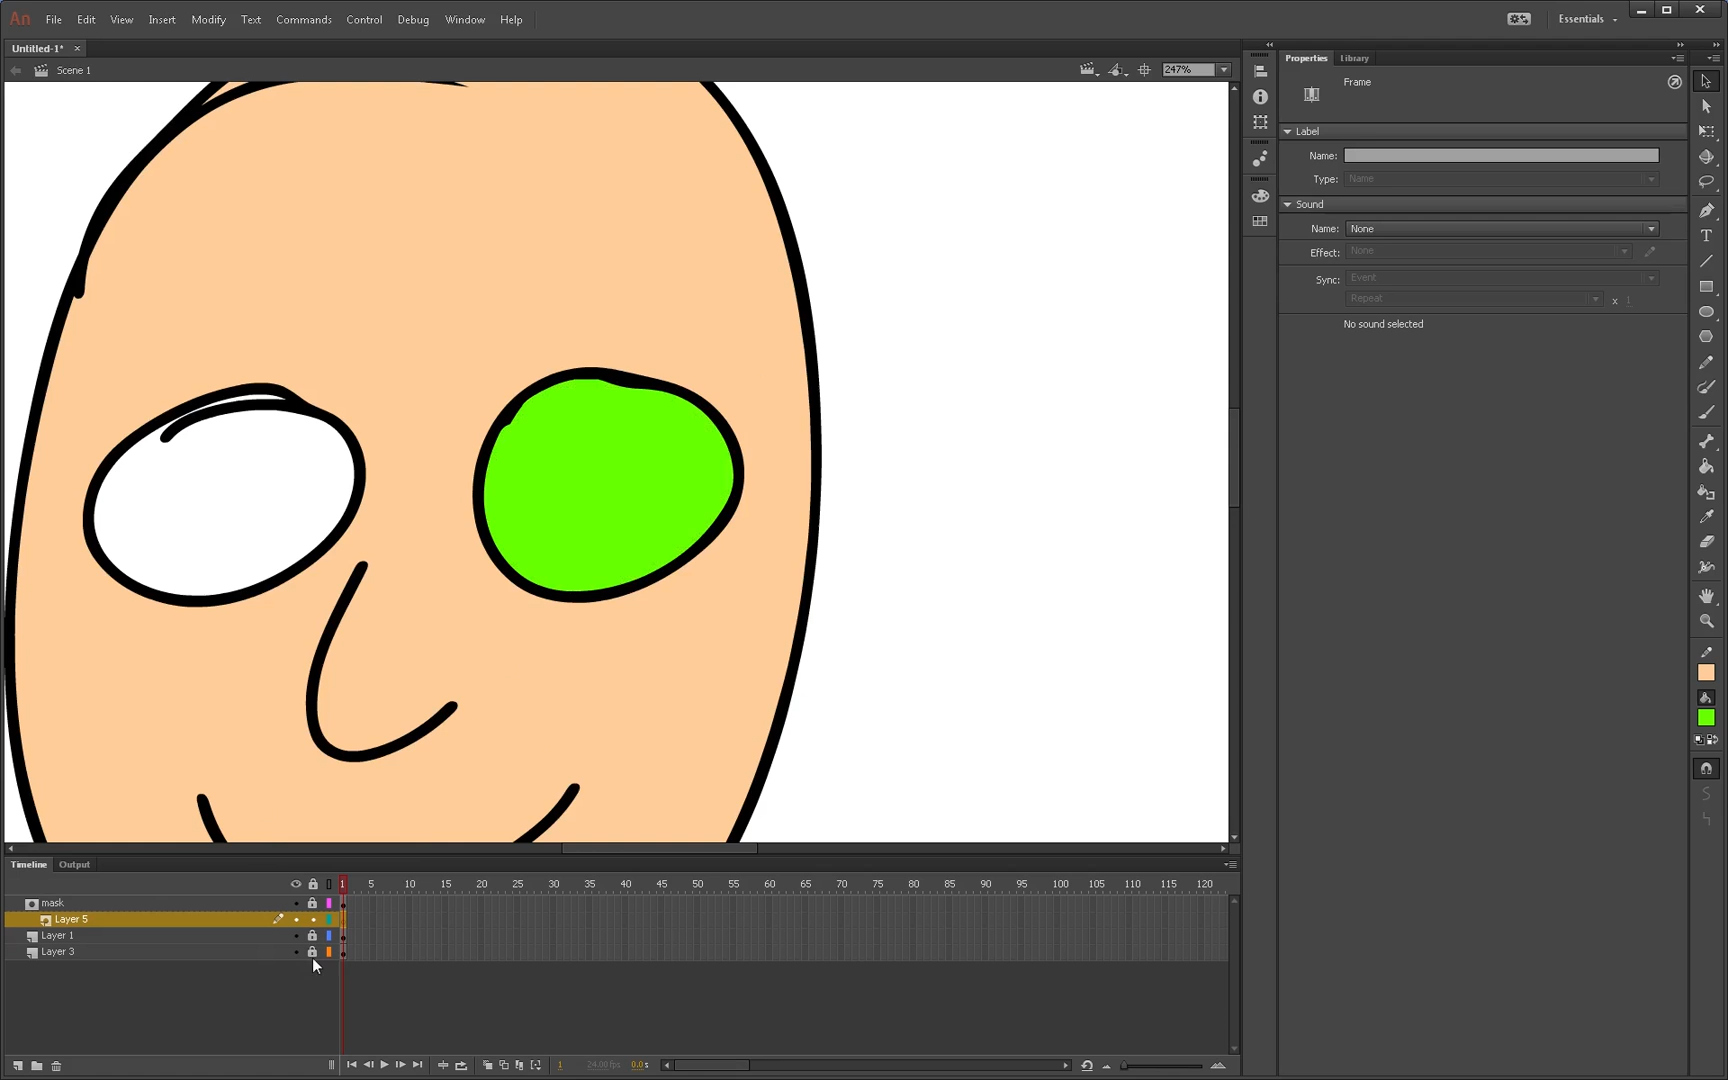 An File Edit View Insert Modify Text Commands Control Debug Window Help Essentials
Untitled-1* ×
Scene 1 247%
Properties Library
Frame
Label
Name:
Type: Name
Sound
Name: None
Effect: None
Sync: Event
Repeat x 1
No sound selected
Timeline Output
1 5 10 15 20 25 30 35 40 45 50 55 60 65 70 75 80 85 90 95 100 105 110 115 120
mask
Layer 5
Layer 1
Layer 3
1 24.00 fps 0.0 s